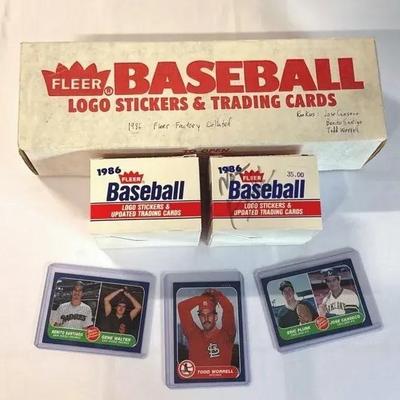 FLEER ® BASEBALL
LOGO STICKERS & TRADING CARDS
1986 Fleer Factory Collated
Rookies: Jose Canseco
Benito Santiago
Todd Worrell
TO OPEN
1986 FLEER
Baseball
LOGO STICKERS &
UPDATED TRADING CARDS
1986 FLEER
35.00
Baseball
LOGO STICKERS &
UPDATED TRADING CARDS
BENITO SANTIAGO
GENE WALTER
TODD WORRELL
ERIC PLUNK
JOSE CANSECO